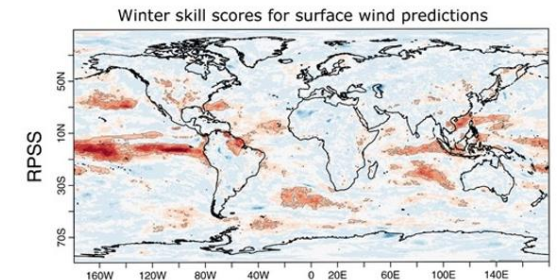 Winter skill scores for surface wind predictions
RPSS
50N
10N
30S
70S
160W 120W 80W 40W 0 20E 60E 100E 140E